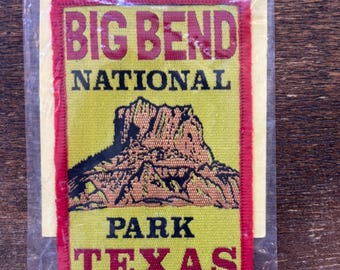 BIG BEND
NATIONAL
PARK
TEXAS